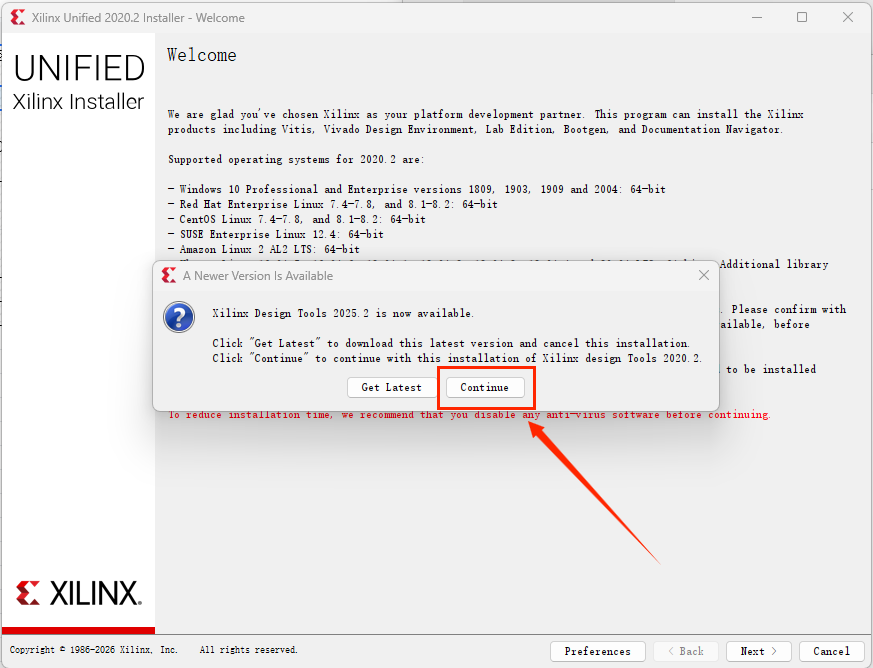 Xilinx Unified 2020.2 Installer - Welcome
UNIFIED
Xilinx Installer
Welcome
We are glad you've chosen Xilinx as your platform development partner. This program can install the Xilinx
products including Vitis, Vivado Design Environment, Lab Edition, Bootgen, and Documentation Navigator.
Supported operating systems for 2020.2 are:
- Windows 10 Professional and Enterprise versions 1809, 1903, 1909 and 2004: 64-bit
- Red Hat Enterprise Linux 7.4-7.8, and 8.1-8.2: 64-bit
- CentOS Linux 7.4-7.8, and 8.1-8.2: 64-bit
- SUSE Enterprise Linux 12.4: 64-bit
- Amazon Linux 2 AL2 LTS: 64-bit
Additional library
A Newer Version Is Available
Xilinx Design Tools 2025.2 is now available.
. Please confirm with
ailable, before
Click "Get Latest" to download this latest version and cancel this installation.
Click "Continue" to continue with this installation of Xilinx design Tools 2020.2.
to be installed
Get Latest
Continue
To reduce installation time, we recommend that you disable any anti-virus software before continuing.
XILINX.
Copyright © 1986-2026 Xilinx, Inc. All rights reserved.
Preferences
< Back
Next >
Cancel